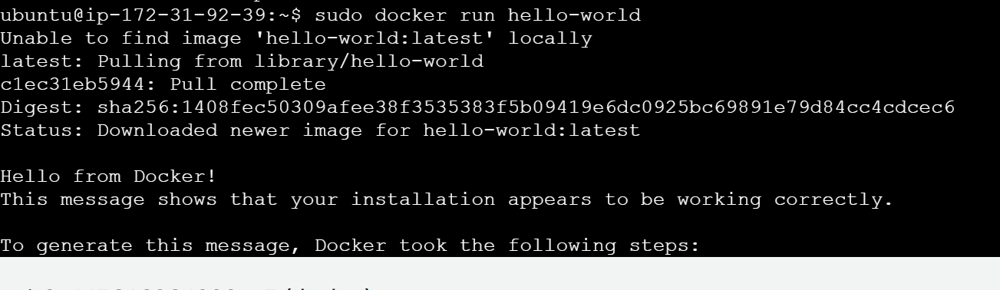 ubuntu@ip-172-31-92-39:~$ sudo docker run hello-world
Unable to find image 'hello-world:latest' locally
latest: Pulling from library/hello-world
c1ec31eb5944: Pull complete
Digest: sha256:1408fec50309afee38f3535383f5b09419e6dc0925bc69891e79d84cc4cdcec6
Status: Downloaded newer image for hello-world:latest
Hello from Docker!
This message shows that your installation appears to be working correctly.
To generate this message, Docker took the following steps: